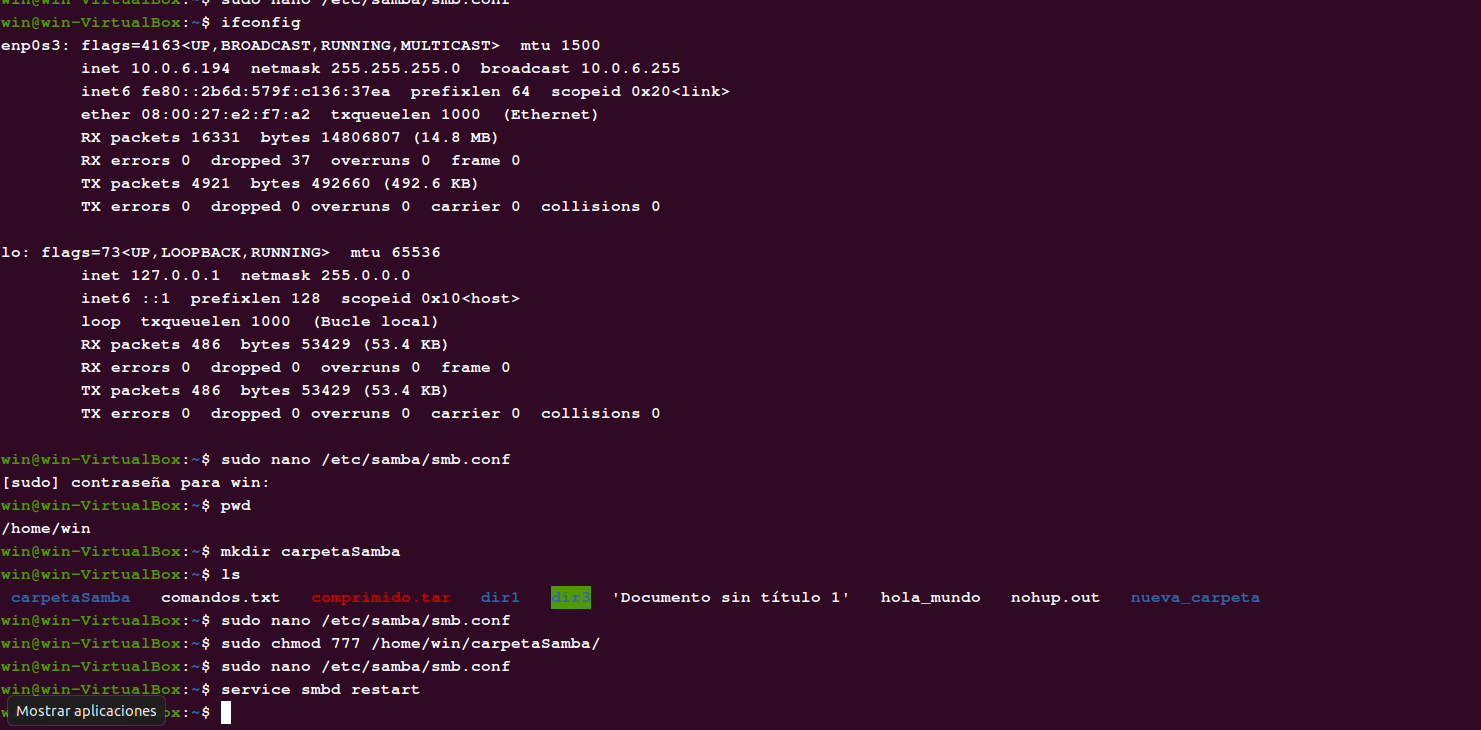 win@win-VirtualBox:~$ sudo nano /etc/samba/smb.conf
win@win-VirtualBox:~$ ifconfig
enp0s3: flags=4163<UP,BROADCAST,RUNNING,MULTICAST>  mtu 1500
        inet 10.0.6.194  netmask 255.255.255.0  broadcast 10.0.6.255
        inet6 fe80::2b6d:579f:c136:37ea  prefixlen 64  scopeid 0x20<link>
        ether 08:00:27:e2:f7:a2  txqueuelen 1000  (Ethernet)
        RX packets 16331  bytes 14806807 (14.8 MB)
        RX errors 0  dropped 37  overruns 0  frame 0
        TX packets 4921  bytes 492660 (492.6 KB)
        TX errors 0  dropped 0 overruns 0  carrier 0  collisions 0
lo: flags=73<UP,LOOPBACK,RUNNING>  mtu 65536
        inet 127.0.0.1  netmask 255.0.0.0
        inet6 ::1  prefixlen 128  scopeid 0x10<host>
        loop  txqueuelen 1000  (Bucle local)
        RX packets 486  bytes 53429 (53.4 KB)
        RX errors 0  dropped 0  overruns 0  frame 0
        TX packets 486  bytes 53429 (53.4 KB)
        TX errors 0  dropped 0 overruns 0  carrier 0  collisions 0
win@win-VirtualBox:~$ sudo nano /etc/samba/smb.conf
[sudo] contraseña para win:
win@win-VirtualBox:~$ pwd
/home/win
win@win-VirtualBox:~$ mkdir carpetaSamba
win@win-VirtualBox:~$ ls
 carpetaSamba   comandos.txt   comprimido.tar   dir1   dir3  'Documento sin título 1'   hola_mundo   nohup.out   nueva_carpeta
win@win-VirtualBox:~$ sudo nano /etc/samba/smb.conf
win@win-VirtualBox:~$ sudo chmod 777 /home/win/carpetaSamba/
win@win-VirtualBox:~$ sudo nano /etc/samba/smb.conf
win@win-VirtualBox:~$ service smbd restart
Mostrar aplicaciones ox:~$